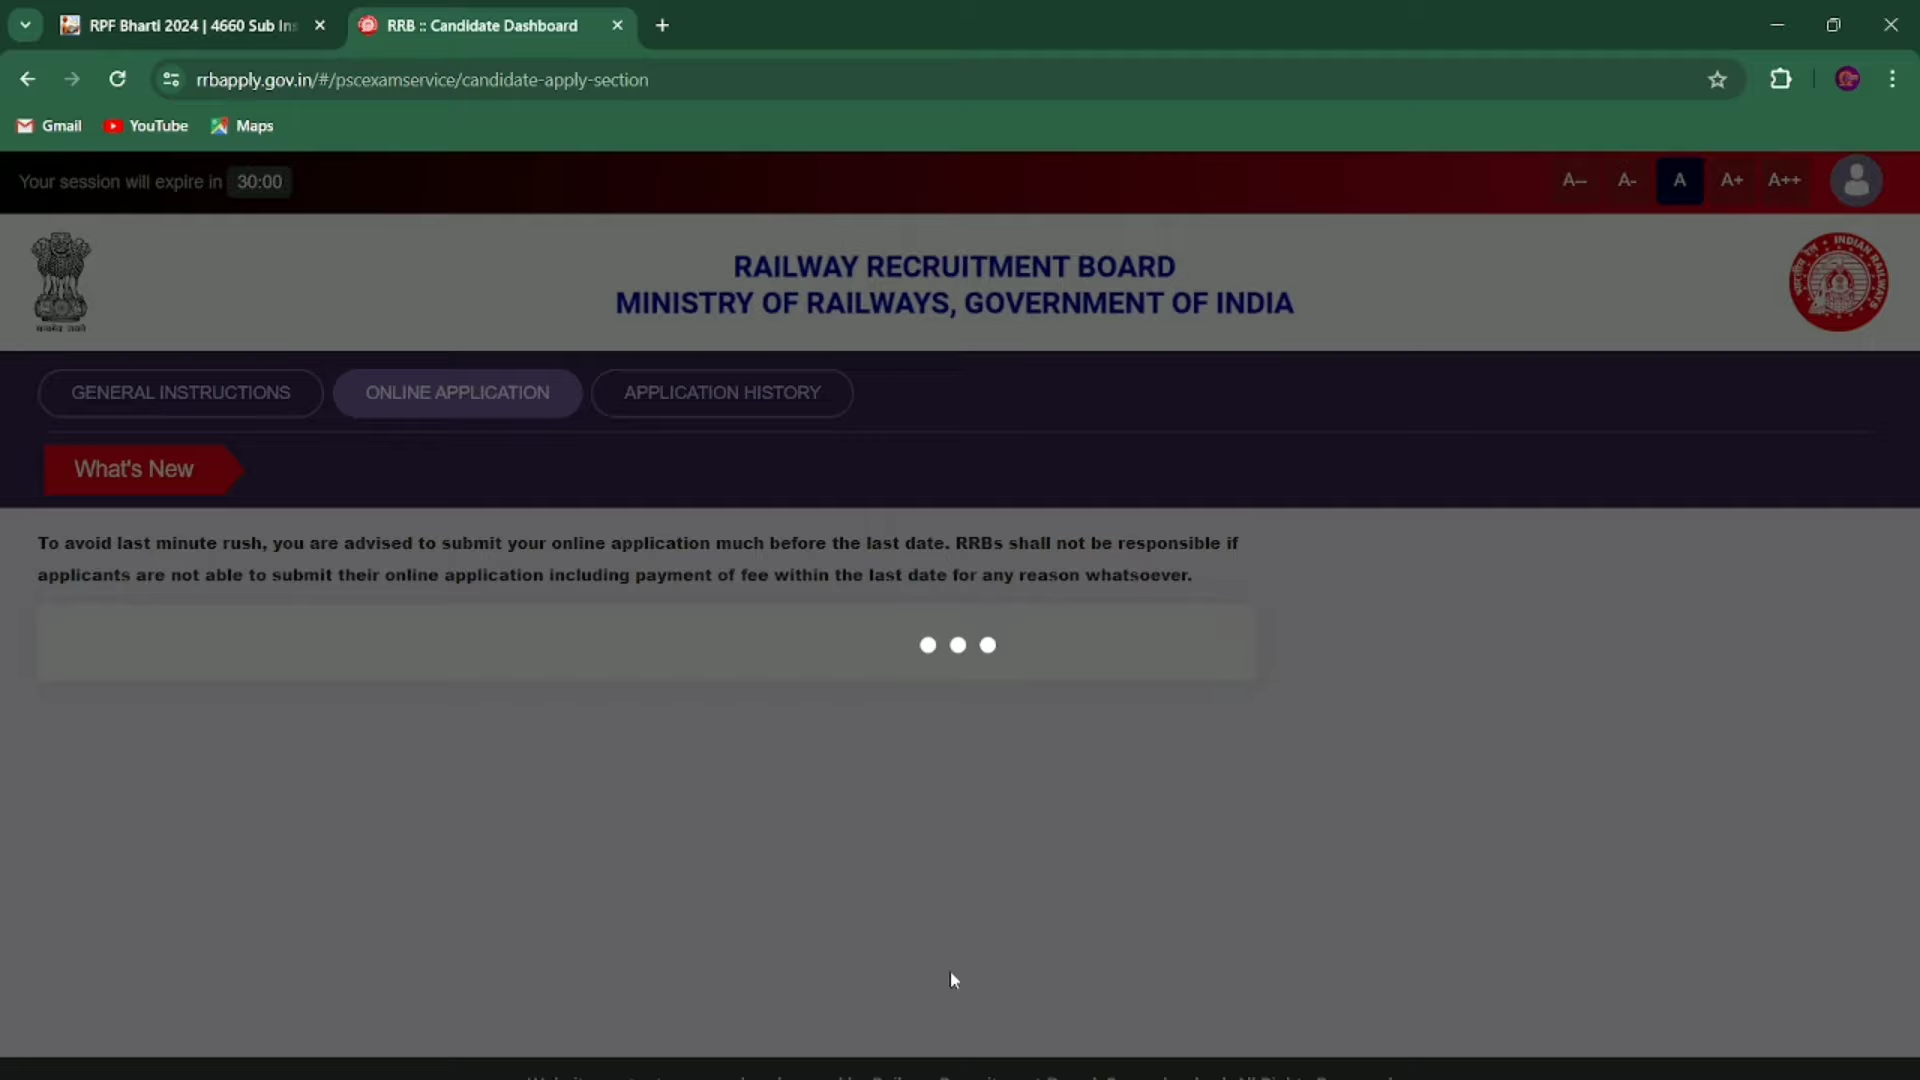 RPF Bharti 2024 | 4660 Sub Ins
RRB :: Candidate Dashboard
rrbapply.gov.in/#/pscexamservice/candidate-apply-section
Gmail
YouTube
Maps
Your session will expire in 30:00
A-- A- A A+ A++
RAILWAY RECRUITMENT BOARD
MINISTRY OF RAILWAYS, GOVERNMENT OF INDIA
INDIAN RAILWAYS
GENERAL INSTRUCTIONS
ONLINE APPLICATION
APPLICATION HISTORY
What's New
To avoid last minute rush, you are advised to submit your online application much before the last date. RRBs shall not be responsible if
applicants are not able to submit their online application including payment of fee within the last date for any reason whatsoever.